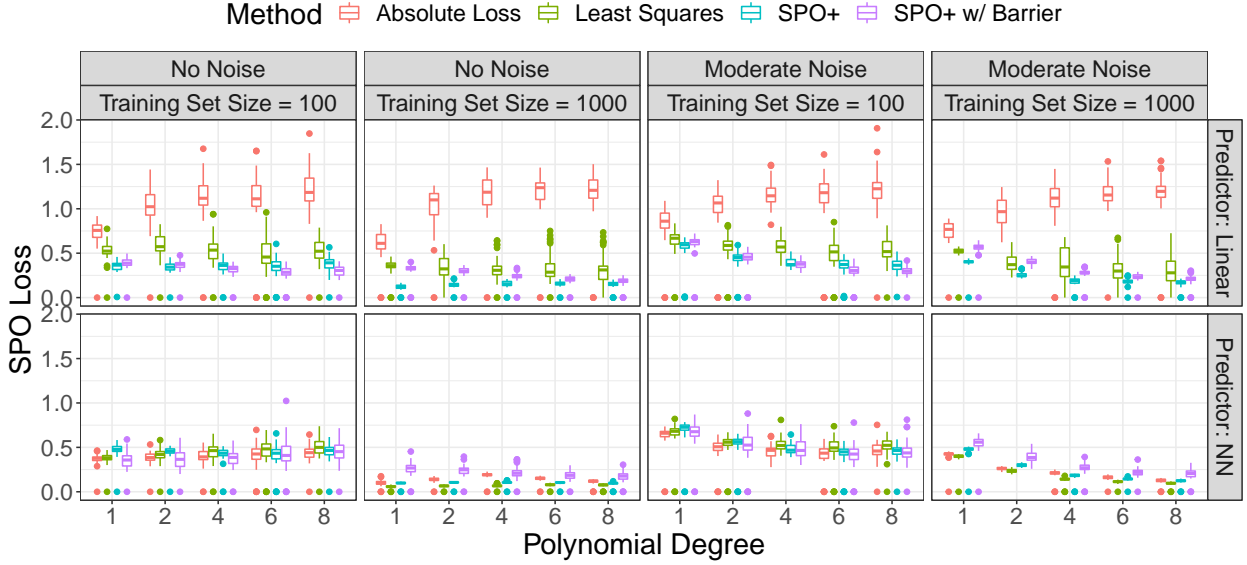 Method Absolute Loss Least Squares SPO+ SPO+ w/ Barrier
No Noise No Noise Moderate Noise Moderate Noise
Training Set Size = 100 Training Set Size = 1000 Training Set Size = 100 Training Set Size = 1000
2.0
1.5
1.0
0.5
0.0
Predictor: Linear
SPO Loss
2.0
1.5
1.0
0.5
0.0
Predictor: NN
1 2 4 6 8 1 2 4 6 8 1 2 4 6 8 1 2 4 6 8
Polynomial Degree